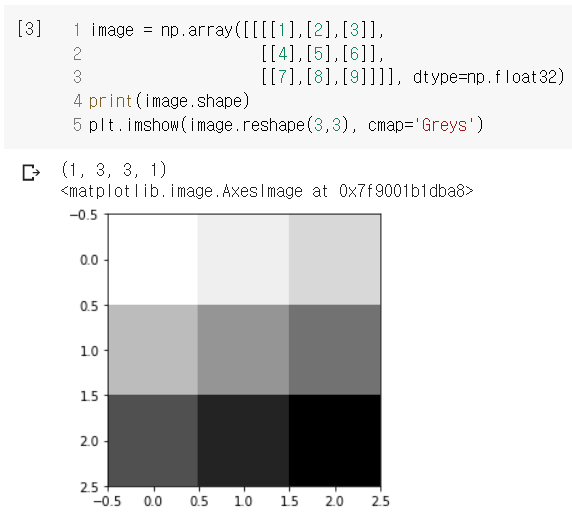 [3] 1 image = np.array([[[[1],[2],[3]],
2 [[4],[5],[6]],
3 [[7],[8],[9]]]], dtype=np.float32)
4 print(image.shape)
5 plt.imshow(image.reshape(3,3), cmap='Greys')
(1, 3, 3, 1)
<matplotlib.image.AxesImage at 0x7f9001b1dba8>
−0.5
0.0
0.5
1.0
1.5
2.0
2.5
−0.5 0.0 0.5 1.0 1.5 2.0 2.5